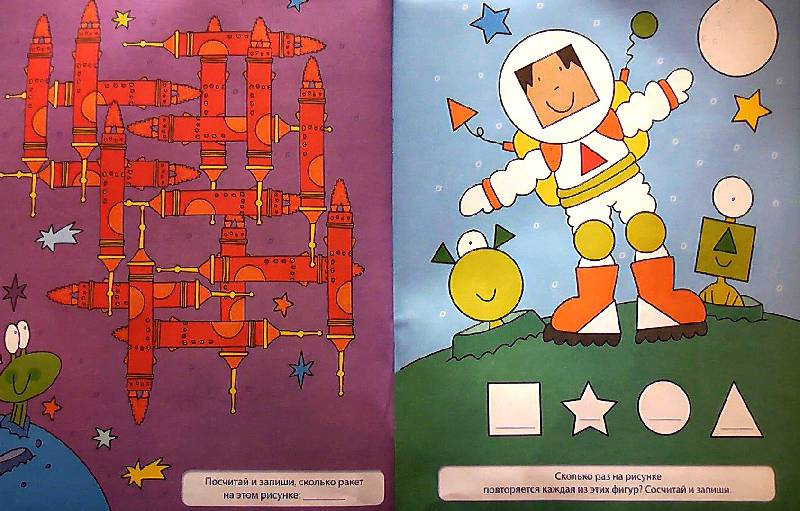 Посчитай и запиши, сколько ракет
на этом рисунке: ________
Сколько раз на рисунке
повторяется каждая из этих фигур? Сосчитай и запиши.